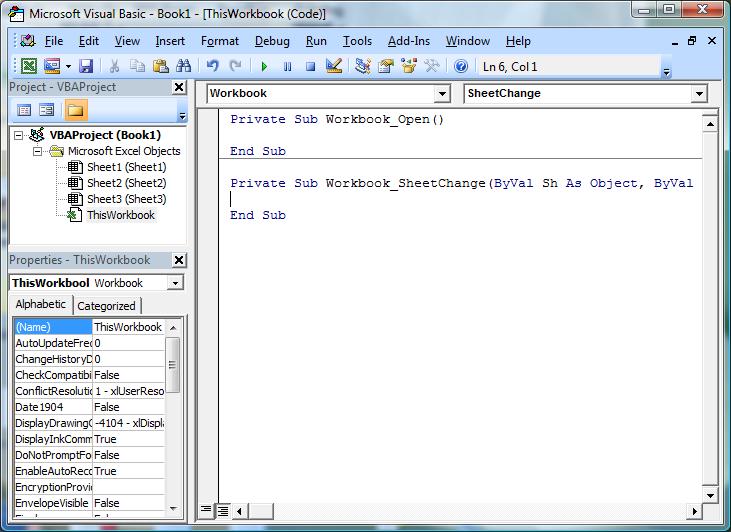 Microsoft Visual Basic - Book1 - [ThisWorkbook (Code)]
File Edit View Insert Format Debug Run Tools Add-Ins Window Help
Ln 6, Col 1
Project - VBAProject
VBAProject (Book1)
Microsoft Excel Objects
Sheet1 (Sheet1)
Sheet2 (Sheet2)
Sheet3 (Sheet3)
ThisWorkbook
Properties - ThisWorkbook
ThisWorkbool Workbook
Alphabetic Categorized
(Name) ThisWorkbook
AutoUpdateFrec 0
ChangeHistoryD 0
CheckCompatibi False
ConflictResolutic 1 - xlUserReso
Date1904 False
DisplayDrawingC -4104 - xlDispla
DisplayInkComm True
DoNotPromptFo False
EnableAutoReco True
EncryptionProvic
EnvelopeVisible False
Workbook SheetChange
Private Sub Workbook_Open()
End Sub
Private Sub Workbook_SheetChange(ByVal Sh As Object, ByVal
End Sub